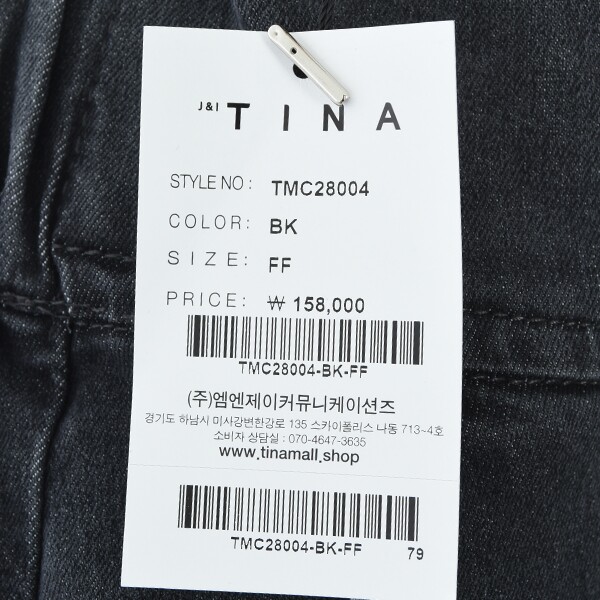 J&I TINA
STYLE NO : TMC28004
COLOR: BK
SIZE: FF
PRICE: ₩ 158,000
TMC28004-BK-FF
(주)엠엔제이커뮤니케이션즈
경기도 하남시 미사강변한강로 135 스카이폴리스 나동 713~4호
소비자 상담실 : 070-4647-3635
www.tinamall.shop
TMC28004-BK-FF 79